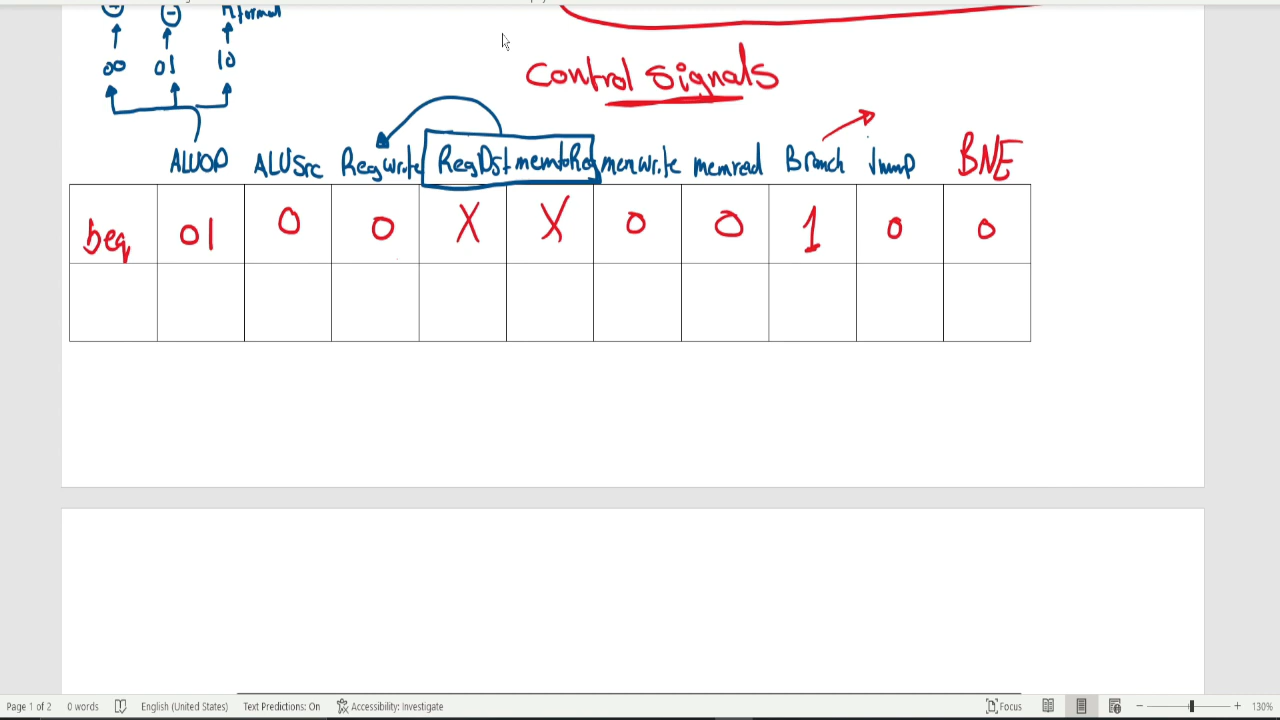 + - R format
00 01 10
Control Signals
ALUOP ALUSrc RegWrite RegDst memtoReg memwrite memread Branch Jump BNE
beq 01 0 0 X X 0 0 1 0 0
Page 1 of 2 0 words English (United States) Text Predictions: On Accessibility: Investigate Focus 130%